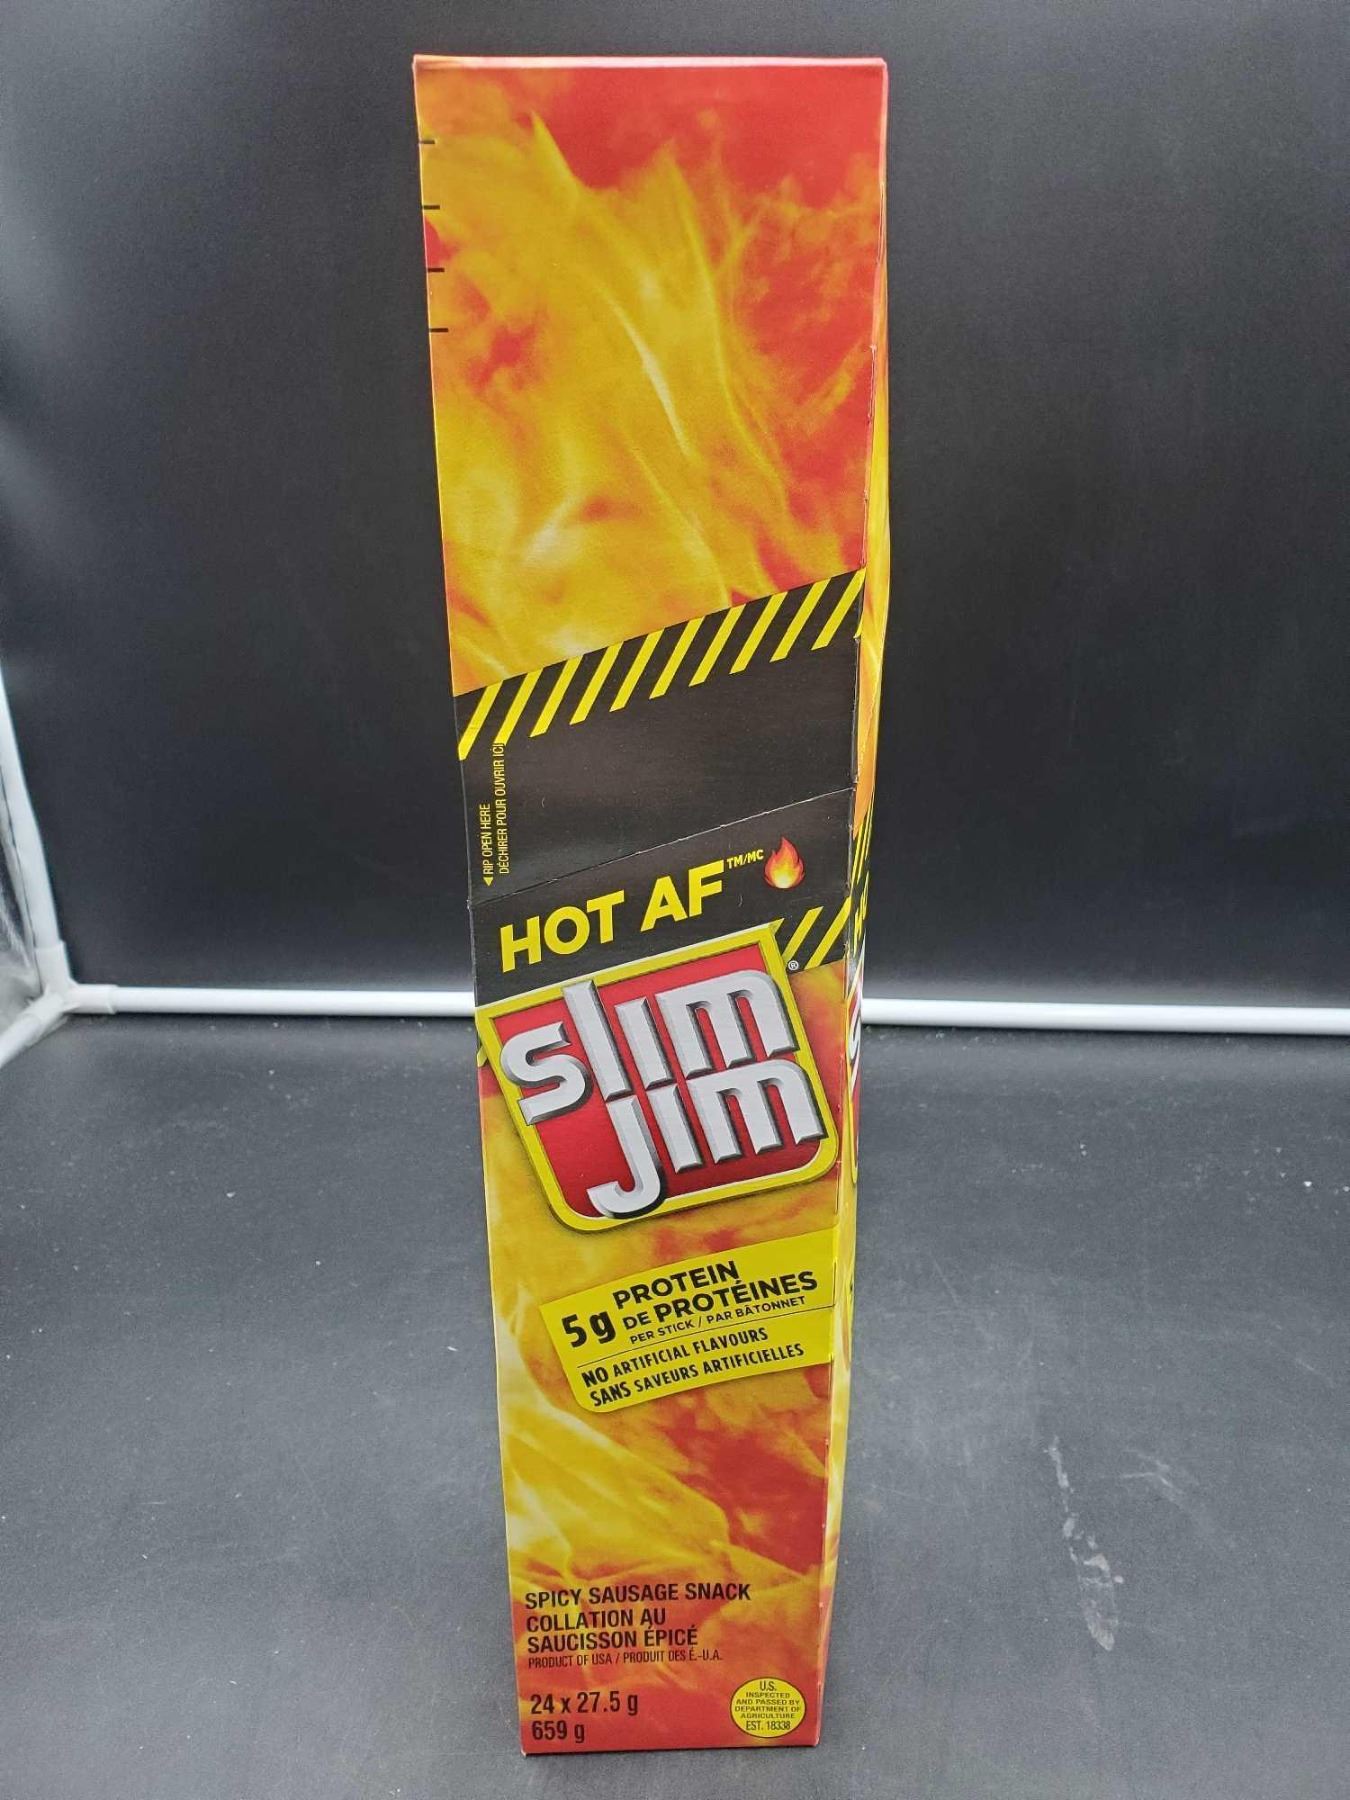 ◄ RIP OPEN HERE
DÉCHIRER POUR OUVRIR ICI
HOT AF TM/MC
slim
jim ®
5g PROTEIN
DE PROTÉINES
PER STICK / PAR BÂTONNET
NO ARTIFICIAL FLAVOURS
SANS SAVEURS ARTIFICIELLES
SPICY SAUSAGE SNACK
COLLATION AU
SAUCISSON ÉPICÉ
PRODUCT OF USA / PRODUIT DES É.-U.A.
24 x 27.5 g
659 g
U.S.
INSPECTED
AND PASSED BY
DEPARTMENT OF
AGRICULTURE
EST. 18338